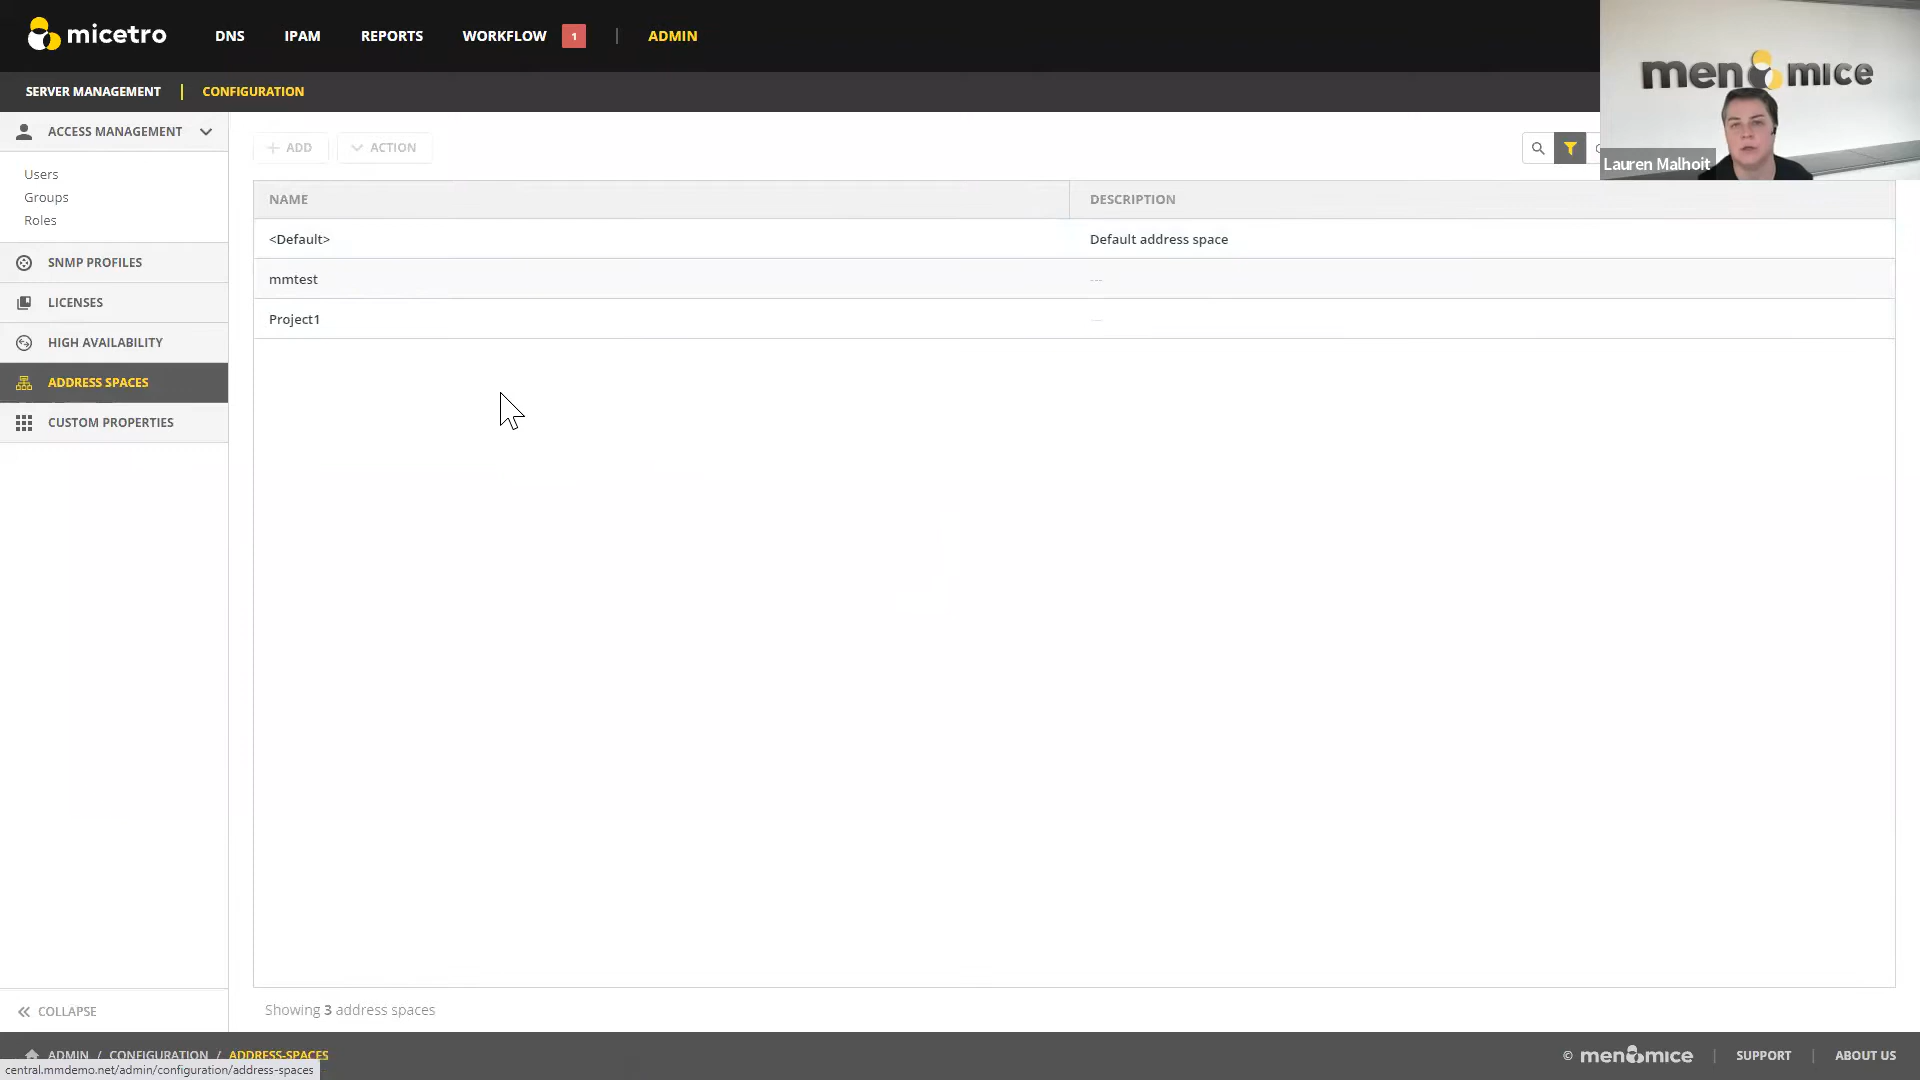 micetro
DNS
IPAM
REPORTS
WORKFLOW
1
ADMIN
men&mice
Lauren Malhoit
SERVER MANAGEMENT
CONFIGURATION
ACCESS MANAGEMENT
Users
Groups
Roles
SNMP PROFILES
LICENSES
HIGH AVAILABILITY
ADDRESS SPACES
CUSTOM PROPERTIES
COLLAPSE
+ ADD
ACTION
NAME
DESCRIPTION
<Default>
Default address space
mmtest
---
Project1
---
Showing 3 address spaces
ADMIN / CONFIGURATION / ADDRESS-SPACES
central.mmdemo.net/admin/configuration/address-spaces
© men&mice
SUPPORT
ABOUT US